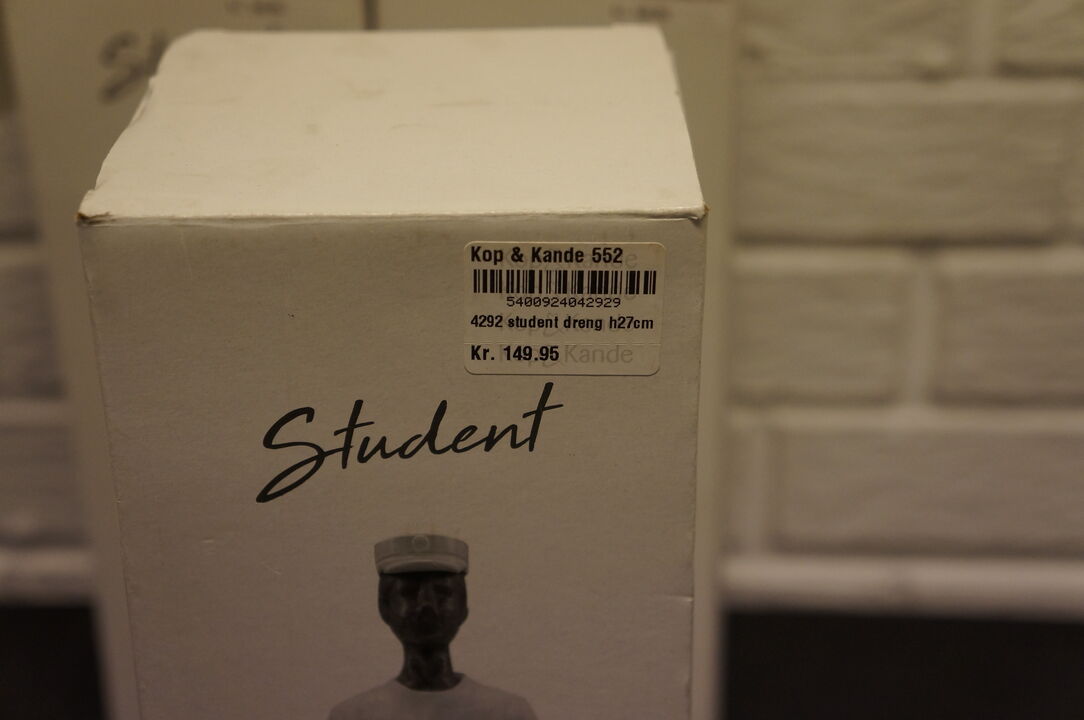 Kop & Kande 552
5400924042929
4292 student dreng h27cm
Kr. 149.95
Student